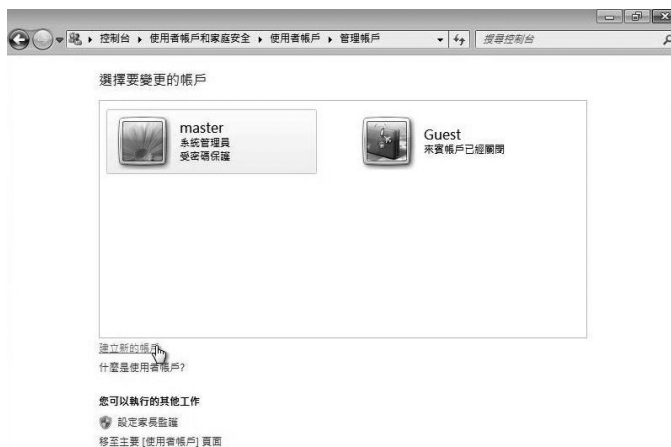 控制台 ▸ 使用者帳戶和家庭安全 ▸ 使用者帳戶 ▸ 管理帳戶
搜尋控制台
選擇要變更的帳戶
master
系統管理員
受密碼保護
Guest
來賓帳戶已經關閉
建立新的帳戶
什麼是使用者帳戶?
您可以執行的其他工作
設定家長監護
移至主要 [使用者帳戶] 頁面